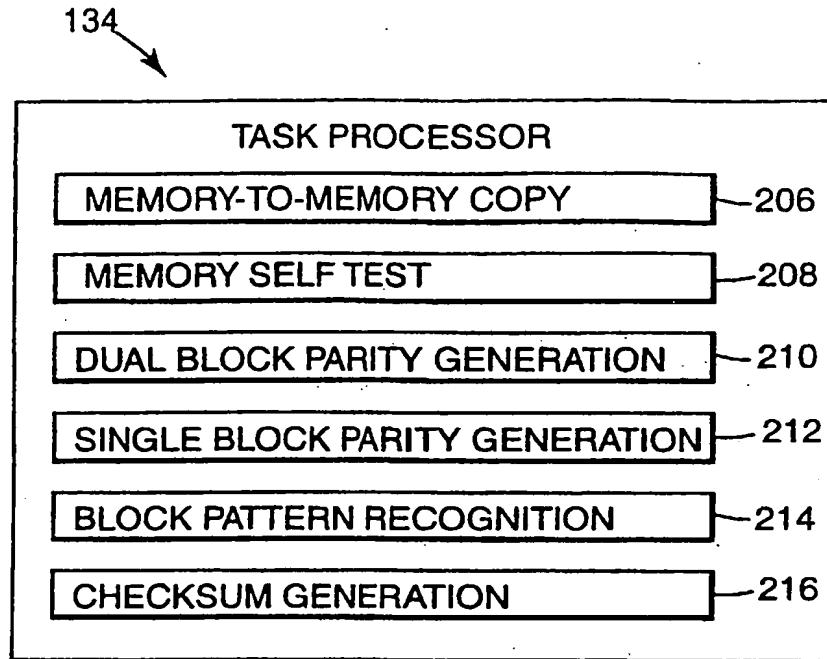 134
TASK PROCESSOR
MEMORY-TO-MEMORY COPY 206
MEMORY SELF TEST 208
DUAL BLOCK PARITY GENERATION 210
SINGLE BLOCK PARITY GENERATION 212
BLOCK PATTERN RECOGNITION 214
CHECKSUM GENERATION 216